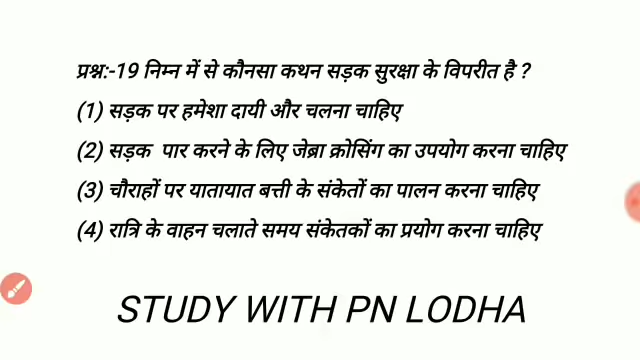 प्रश्न:-19 निम्न में से कौनसा कथन सड़क सुरक्षा के विपरीत है ?
(1) सड़क पर हमेशा दायी और चलना चाहिए
(2) सड़क पार करने के लिए जेब्रा क्रोसिंग का उपयोग करना चाहिए
(3) चौराहों पर यातायात बत्ती के संकेतों का पालन करना चाहिए
(4) रात्रि के वाहन चलाते समय संकेतकों का प्रयोग करना चाहिए
STUDY WITH PN LODHA